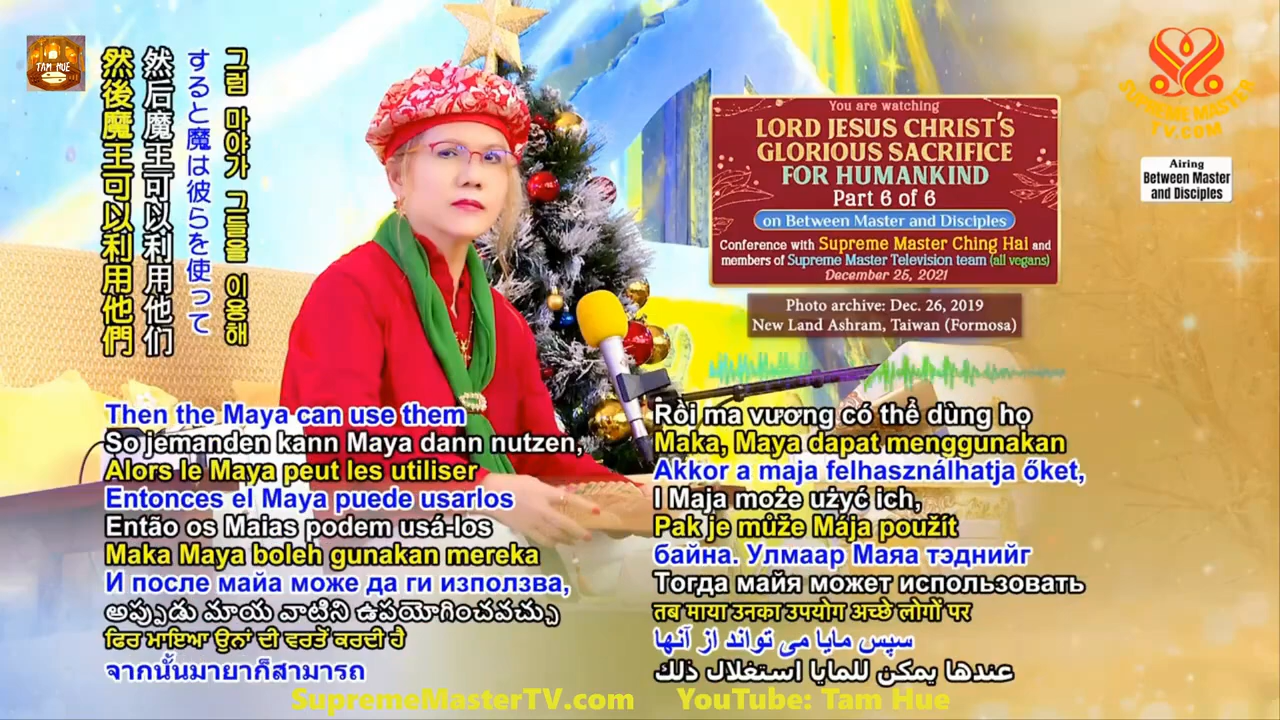 TAM HUE
그럼 마야가 그들을 이용해
すると魔は彼らを使って
然后魔王可以利用他们
然後魔王可以利用他們
You are watching
LORD JESUS CHRIST'S
GLORIOUS SACRIFICE
FOR HUMANKIND
Part 6 of 6
on Between Master and Disciples
Conference with Supreme Master Ching Hai and
members of Supreme Master Television team (all vegans)
December 25, 2021
Photo archive: Dec. 26, 2019
New Land Ashram, Taiwan (Formosa)
SUPREME MASTER
TV.COM
Airing
Between Master
and Disciples
Then the Maya can use them
So jemanden kann Maya dann nutzen,
Alors le Maya peut les utiliser
Entonces el Maya puede usarlos
Então os Maias podem usá-los
Maka Maya boleh gunakan mereka
И после майа може да ги използва,
అప్పుడు మాయ వాటిని ఉపయోగించవచ్చు
ਫਿਰ ਮਾਇਆ ਉਨਾਂ ਦੀ ਵਰਤੋਂ ਕਰਦੀ ਹੈ
จากนั้นมายาก็สามารถ
Rồi ma vương có thể dùng họ
Maka, Maya dapat menggunakan
Akkor a maja felhasználhatja őket,
I Maja może użyć ich,
Pak je může Mája použít
байна. Улмаар Маяа тэднийг
Тогда майя может использовать
तब माया उनका उपयोग अच्छे लोगों पर
سپس مایا می تواند از آنها
عندها يمكن للمايا استغلال ذلك
SupremeMasterTV.com
YouTube: Tam Hue